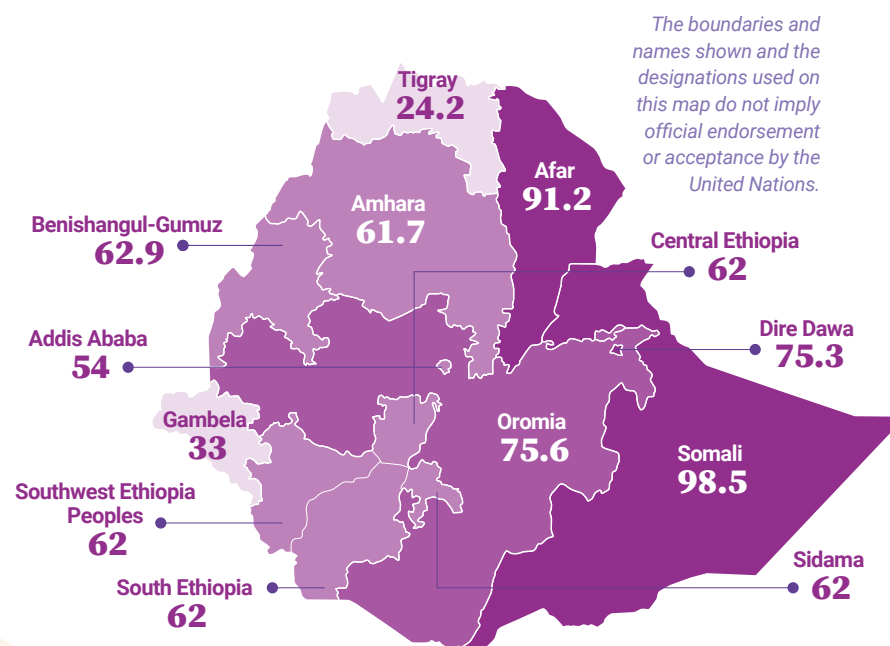 The boundaries and
names shown and the
designations used on
this map do not imply
official endorsement
or acceptance by the
United Nations.
Tigray
24.2
Afar
91.2
Amhara
61.7
Benishangul-Gumuz
62.9
Central Ethiopia
62
Addis Ababa
54
Dire Dawa
75.3
Gambela
33
Oromia
75.6
Somali
98.5
Southwest Ethiopia
Peoples
62
South Ethiopia
62
Sidama
62